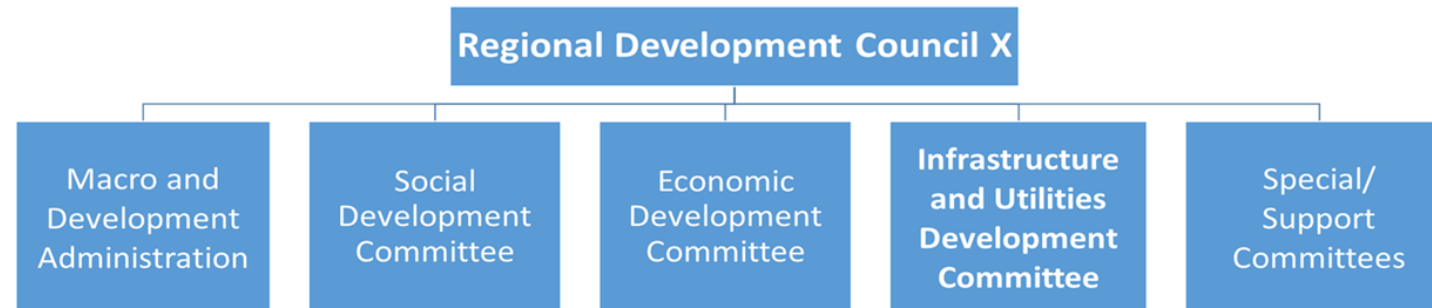 Regional Development Council X
Macro and
Development
Administration
Social
Development
Committee
Economic
Development
Committee
Infrastructure
and Utilities
Development
Committee
Special/
Support
Committees